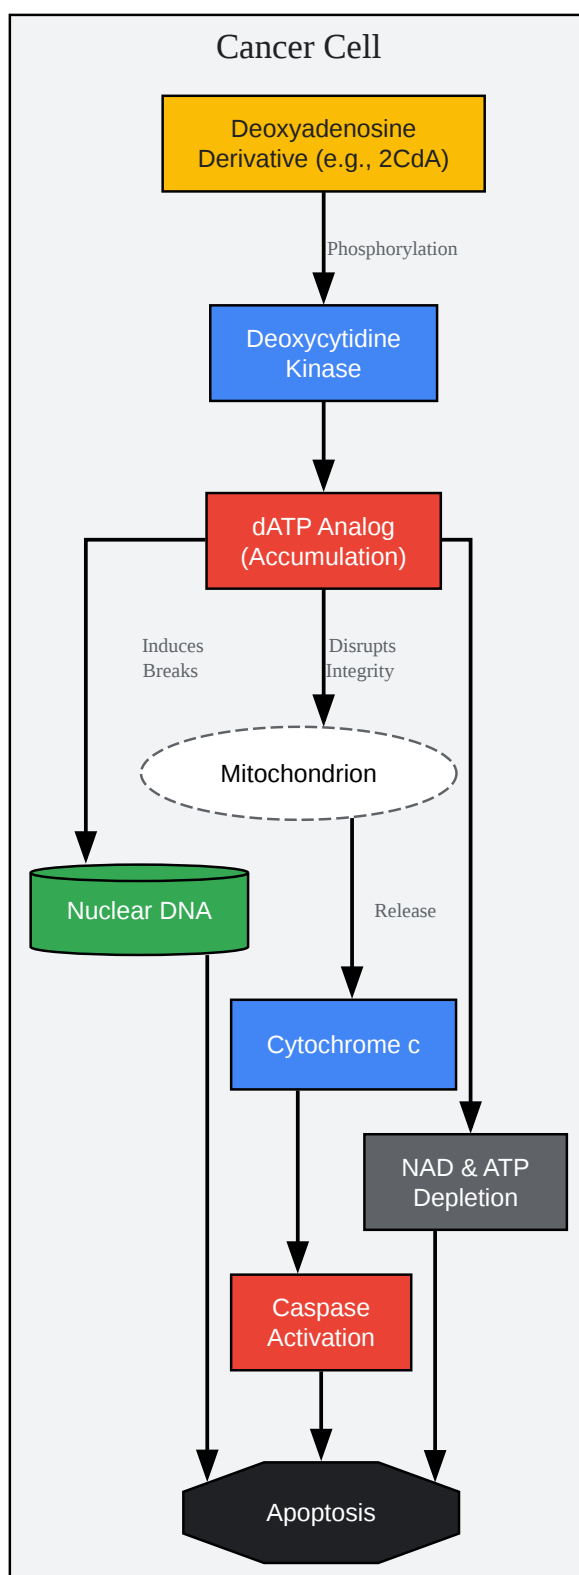 Cancer Cell
Deoxyadenosine
Derivative (e.g., 2CdA)
Phosphorylation
Deoxycytidine
Kinase
dATP Analog
(Accumulation)
Induces
Breaks
Disrupts
Integrity
Mitochondrion
Nuclear DNA
Release
Cytochrome c
NAD & ATP
Depletion
Caspase
Activation
Apoptosis